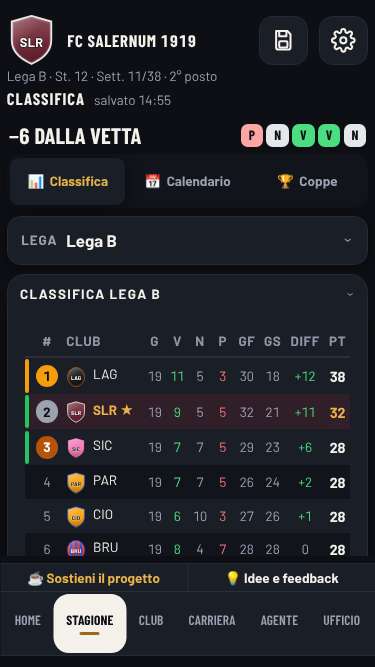 SLR FC SALERNUM 1919
Lega B · St. 12 · Sett. 11/38 · 2° posto
CLASSIFICA salvato 14:55
–6 DALLA VETTA P N V V N
📊 Classifica 📅 Calendario 🏆 Coppe
LEGA Lega B
CLASSIFICA LEGA B
# CLUB G V N P GF GS DIFF PT
1 LAG LAG 19 11 5 3 30 18 +12 38
2 SLR SLR ★ 19 9 5 5 32 21 +11 32
3 SIC SIC 19 7 7 5 29 23 +6 28
4 PAR PAR 19 7 7 5 26 24 +2 28
5 CIO CIO 19 6 10 3 27 26 +1 28
6 BRU BRU 19 8 4 7 28 28 0 28
☕ Sostieni il progetto 💡 Idee e feedback
HOME STAGIONE CLUB CARRIERA AGENTE UFFICIO